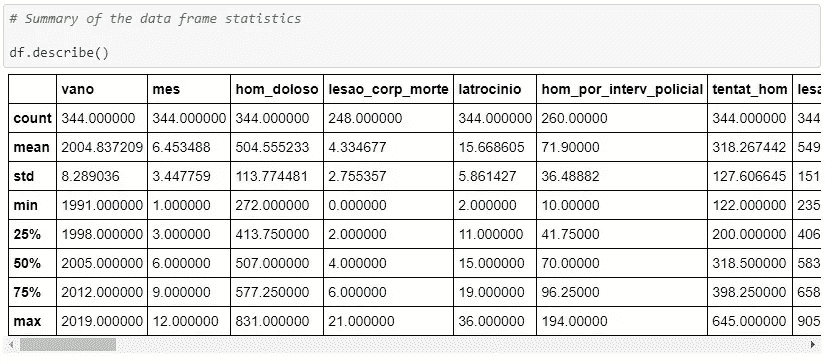 # Summary of the data frame statistics
df.describe()
vano mes hom_doloso lesao_corp_morte latrocinio hom_por_interv_policial tentat_hom lesa
count 344.000000 344.000000 344.000000 248.000000 344.000000 260.00000 344.000000 344
mean 2004.837209 6.453488 504.555233 4.334677 15.668605 71.90000 318.267442 549
std 8.289036 3.447759 113.774481 2.755357 5.861427 36.48882 127.606645 151
min 1991.000000 1.000000 272.000000 0.000000 2.000000 10.00000 122.000000 235
25% 1998.000000 3.000000 413.750000 2.000000 11.000000 41.75000 200.000000 406
50% 2005.000000 6.000000 507.000000 4.000000 15.000000 70.00000 318.500000 583
75% 2012.000000 9.000000 577.250000 6.000000 19.000000 96.25000 398.250000 658
max 2019.000000 12.000000 831.000000 21.000000 36.000000 194.00000 645.000000 905